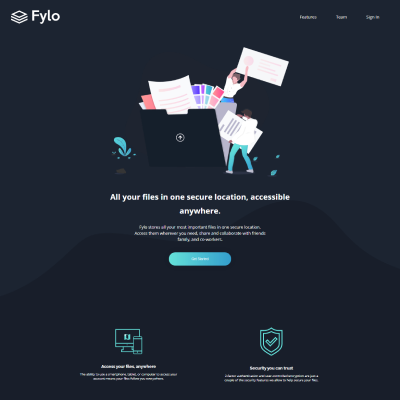 Fylo
Features
Team
Sign In
All your files in one secure location, accessible
anywhere.
Fylo stores all your most important files in one secure location.
Access them wherever you need, share and collaborate with friends
family, and co-workers.
Get Started
Access your files, anywhere
The ability to use a smartphone, tablet, or computer to access your
account means your files follow you everywhere.
Security you can trust
2-factor authentication and user-controlled encryption are just a
couple of the security features we allow to help secure your files.